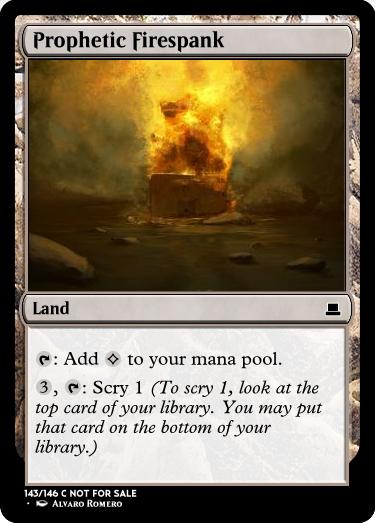 Prophetic Firespank
Land
: Add to your mana pool.
3, : Scry 1 (To scry 1, look at the
top card of your library. You may put
that card on the bottom of your
library.)
143/146 C NOT FOR SALE
Alvaro Romero